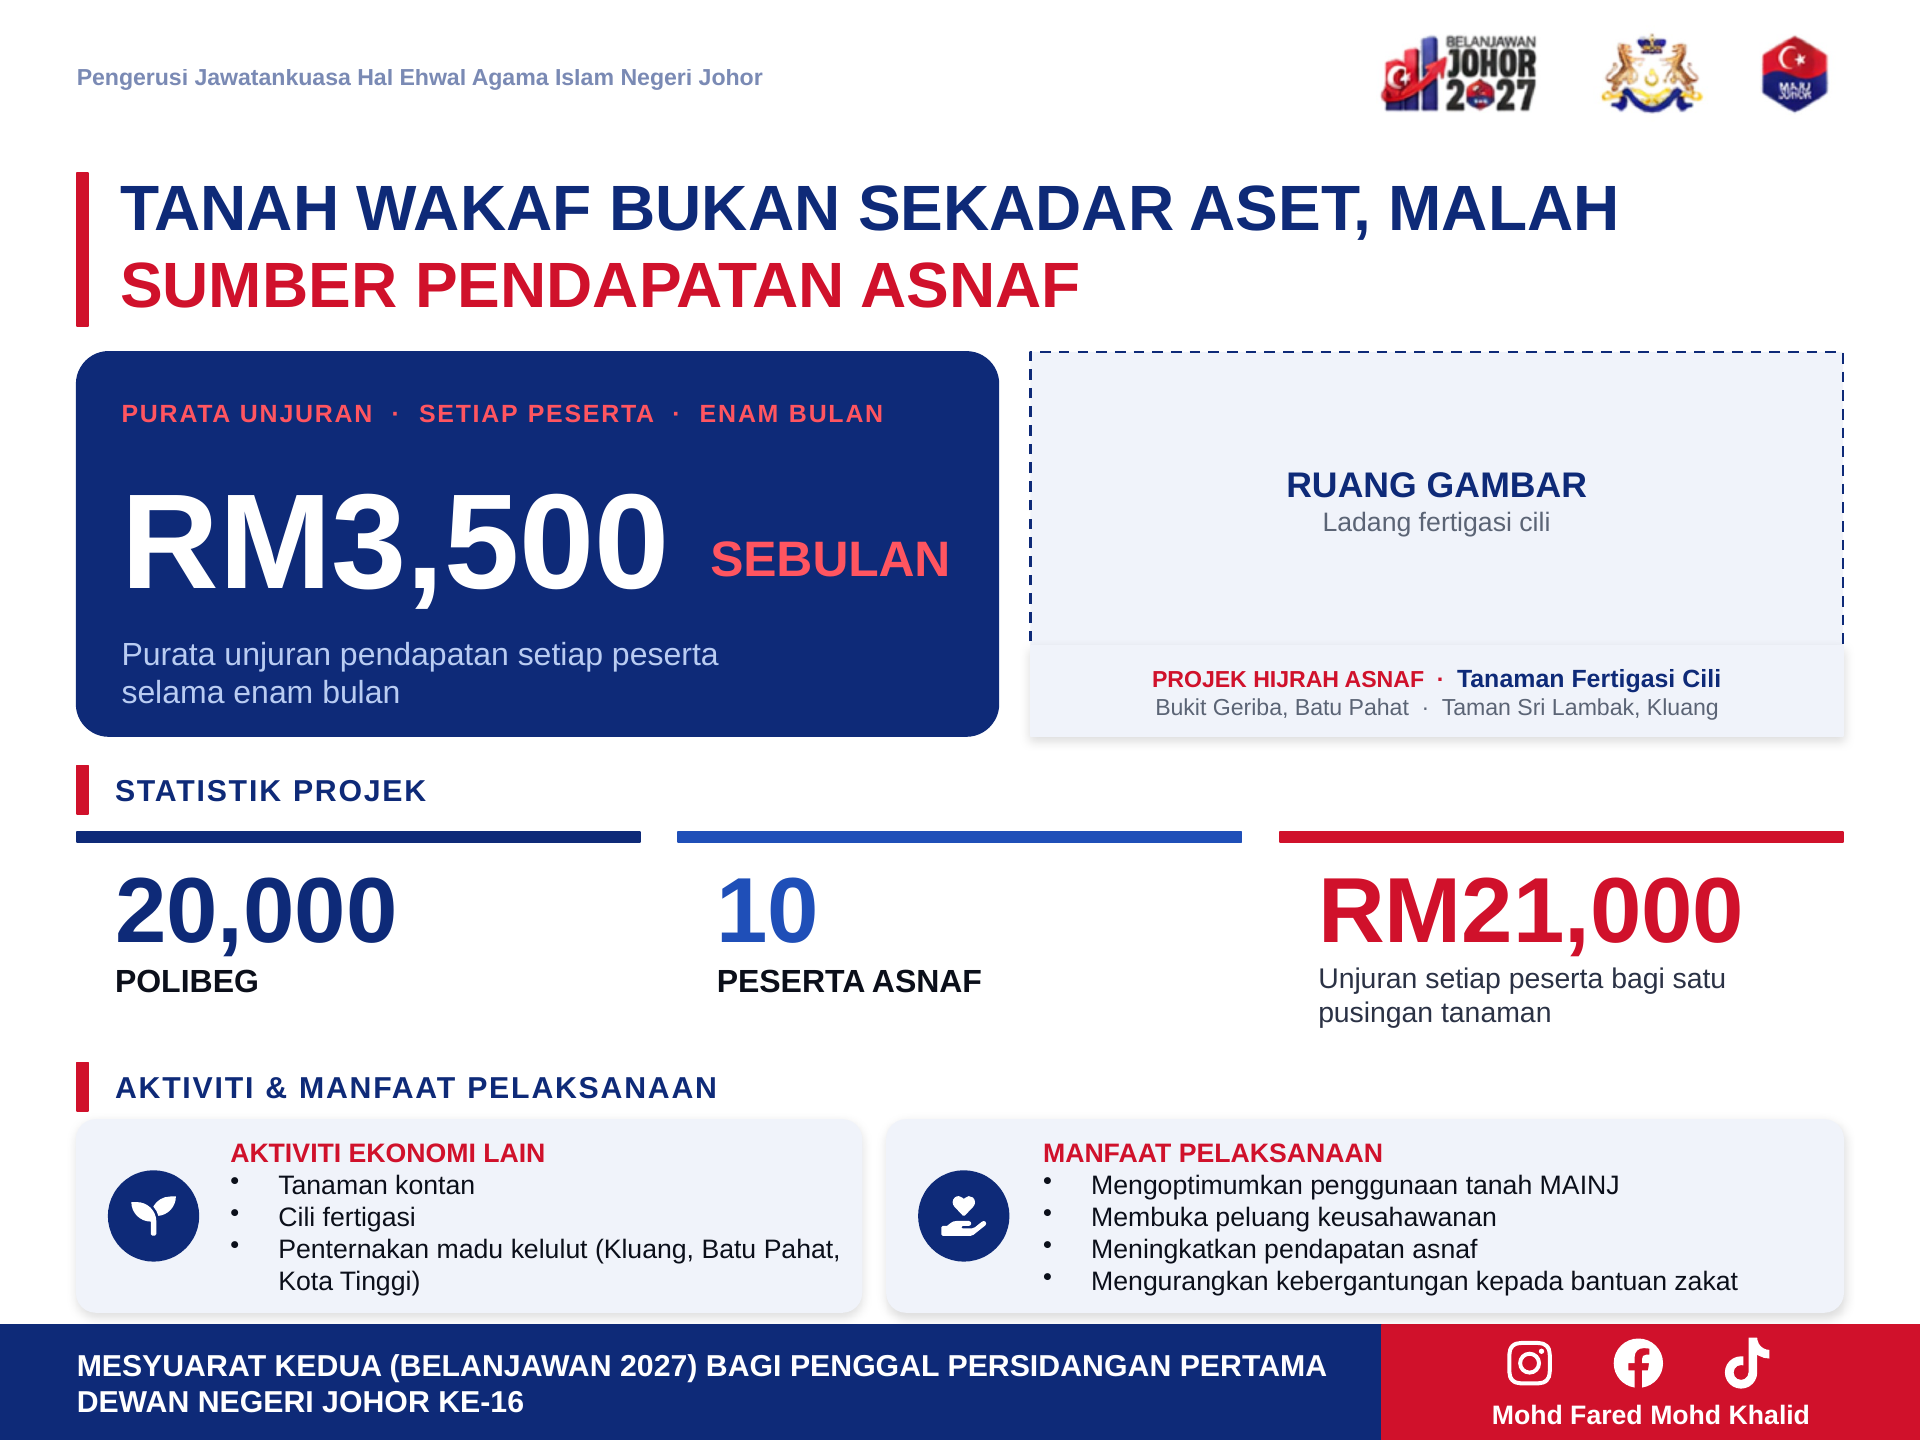 Pengerusi Jawatankuasa Hal Ehwal Agama Islam Negeri Johor
BELANJAWAN
JOHOR
2027
MAJU
JOHOR
TANAH WAKAF BUKAN SEKADAR ASET, MALAH
SUMBER PENDAPATAN ASNAF
PURATA UNJURAN · SETIAP PESERTA · ENAM BULAN
RM3,500 SEBULAN
Purata unjuran pendapatan setiap peserta
selama enam bulan
RUANG GAMBAR
Ladang fertigasi cili
PROJEK HIJRAH ASNAF · Tanaman Fertigasi Cili
Bukit Geriba, Batu Pahat · Taman Sri Lambak, Kluang
STATISTIK PROJEK
20,000
POLIBEG
10
PESERTA ASNAF
RM21,000
Unjuran setiap peserta bagi satu
pusingan tanaman
AKTIVITI & MANFAAT PELAKSANAAN
AKTIVITI EKONOMI LAIN
• Tanaman kontan
• Cili fertigasi
• Penternakan madu kelulut (Kluang, Batu Pahat,
Kota Tinggi)
MANFAAT PELAKSANAAN
• Mengoptimumkan penggunaan tanah MAINJ
• Membuka peluang keusahawanan
• Meningkatkan pendapatan asnaf
• Mengurangkan kebergantungan kepada bantuan zakat
MESYUARAT KEDUA (BELANJAWAN 2027) BAGI PENGGAL PERSIDANGAN PERTAMA
DEWAN NEGERI JOHOR KE-16
Mohd Fared Mohd Khalid